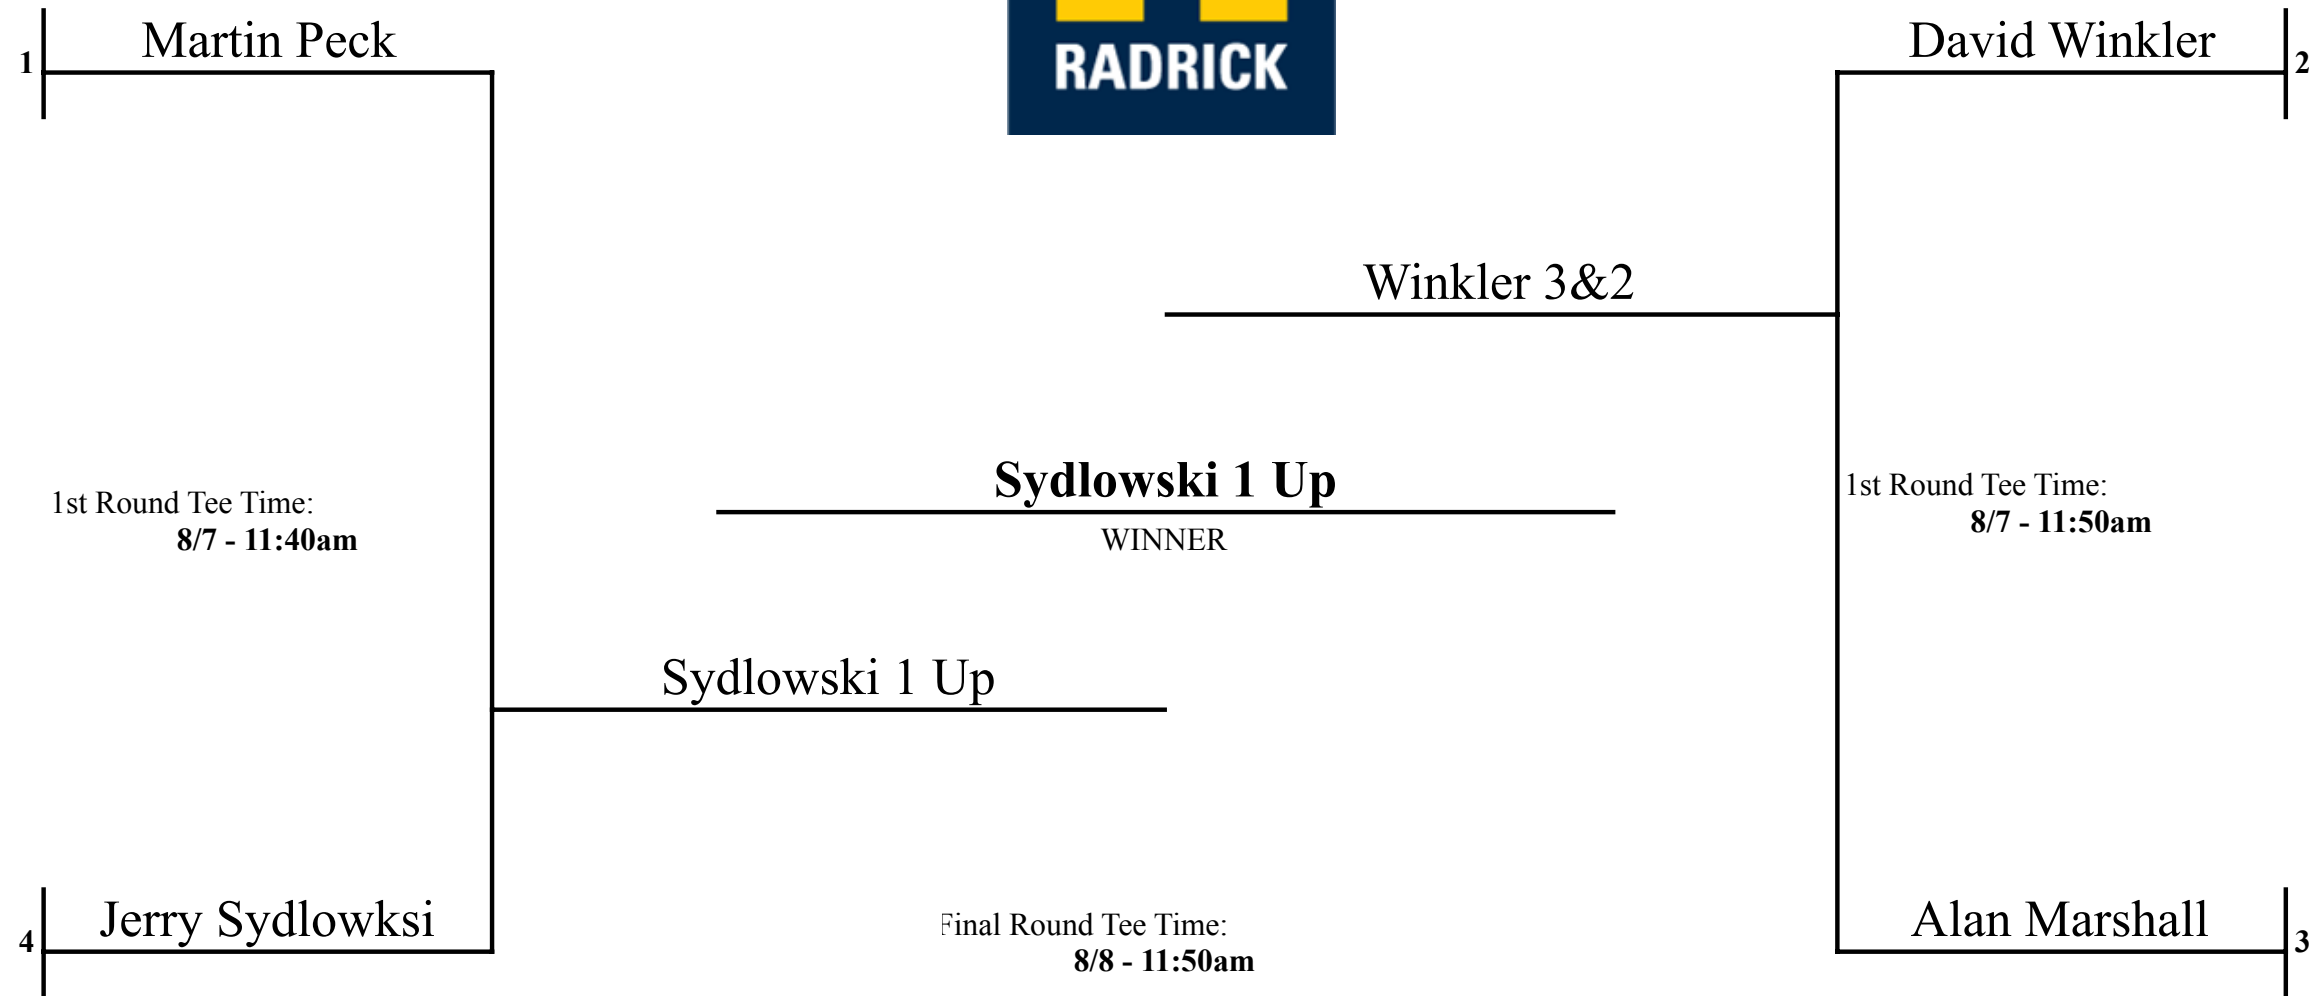 RADRICK
1
Martin Peck
David Winkler
2
Winkler 3&2
Sydlowski 1 Up
WINNER
1st Round Tee Time:
8/7 - 11:40am
1st Round Tee Time:
8/7 - 11:50am
Sydlowski 1 Up
4
Jerry Sydlowksi
Final Round Tee Time:
8/8 - 11:50am
Alan Marshall
3